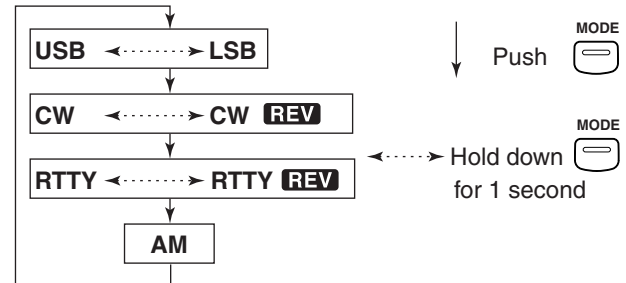 USB LSB
CW CW REV
RTTY RTTY REV
AM
MODE
Push
MODE
Hold down
for 1 second